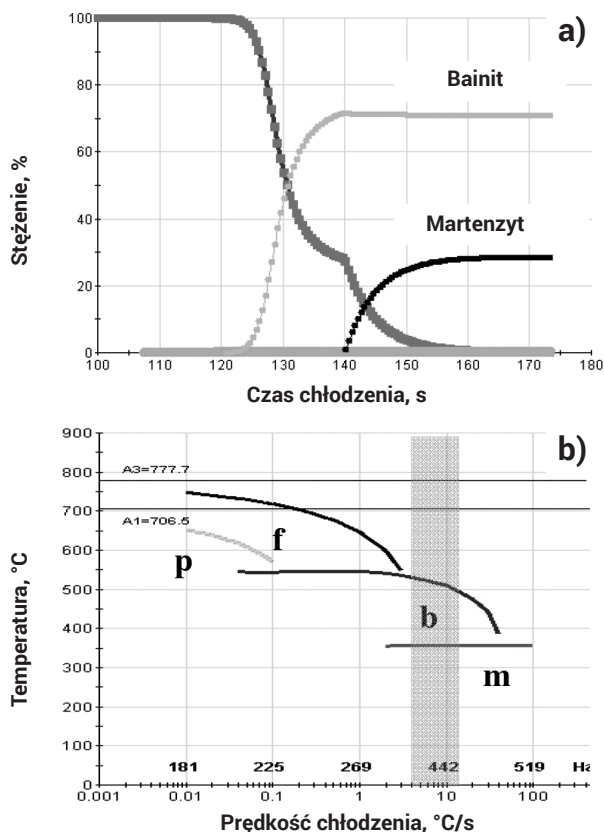 a)
100
80
60
40
20
0
Stężenie, %
Bainit
Martenzyt
100 110 120 130 140 150 160 170 180
Czas chłodzenia, s
b)
900
800
700
600
500
400
300
200
100
0
Temperatura, °C
A3=777.7
A1=706.5
f
p
b
m
181 225 269 442 519 Ha
0.001 0.01 0.1 1 10 100
Prędkość chłodzenia, °C/s